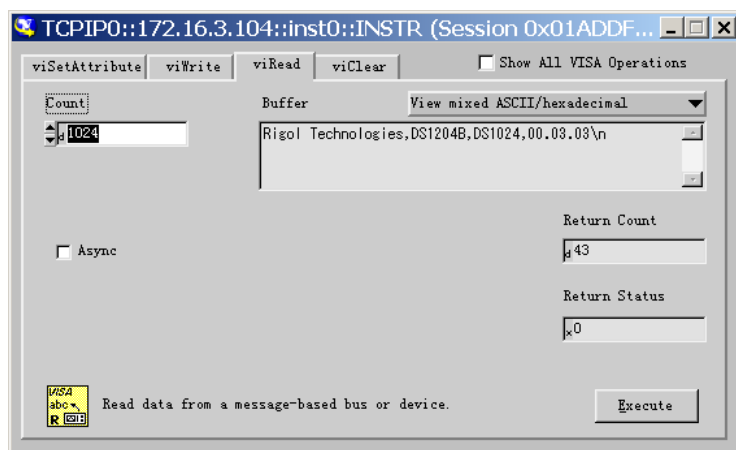 TCPIP0::172.16.3.104::inst0::INSTR (Session 0x01ADDF...
viSetAttribute viWrite viRead viClear Show All VISA Operations
Count Buffer View mixed ASCII/hexadecimal
d 1024 Rigol Technologies,DS1204B,DS1024,00.03.03\n
Return Count
Async d 43
Return Status
x 0
VISA
abc
R
Read data from a message-based bus or device. Execute